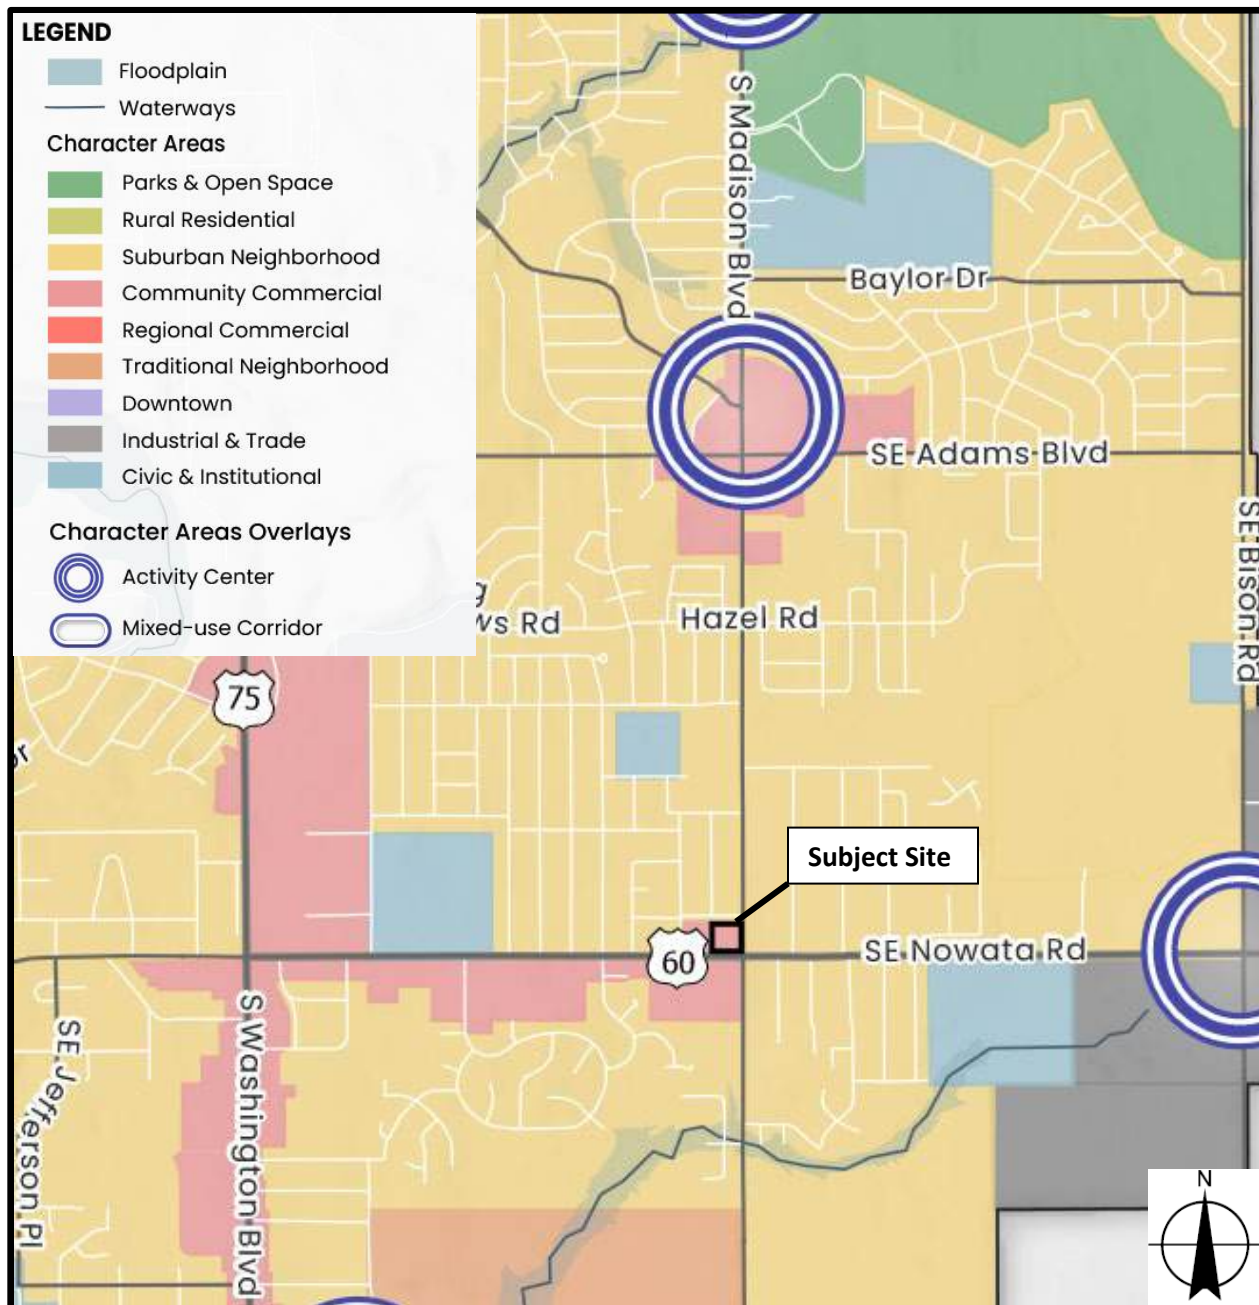 LEGEND
Floodplain
Waterways
Character Areas
Parks & Open Space
Rural Residential
Suburban Neighborhood
Community Commercial
Regional Commercial
Traditional Neighborhood
Downtown
Industrial & Trade
Civic & Institutional
Character Areas Overlays
Activity Center
Mixed-use Corridor
S Madison Blvd
Baylor Dr
SE Adams Blvd
SE Bison Rd
g
ws Rd
Hazel Rd
75
Subject Site
60
SE Nowata Rd
SE Jefferson Pl
S Washington Blvd
N